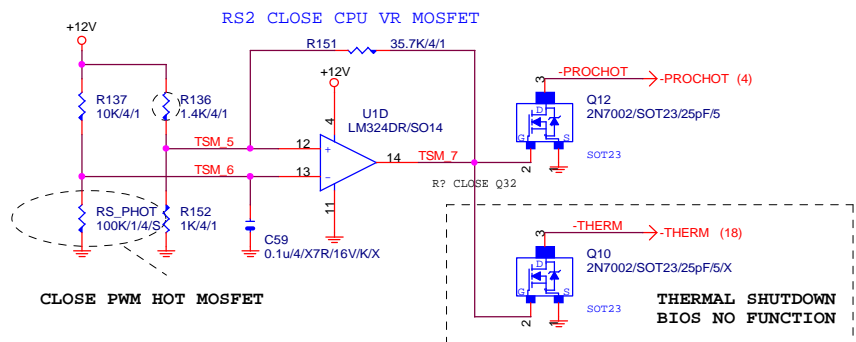 RS2 CLOSE CPU VR MOSFET
+12V
R151
35.7K/4/1
R137
10K/4/1
R136
1.4K/4/1
+12V
U1D
LM324DR/SO14
4
TSM_5
12
+
TSM_6
13
-
14
TSM_7
11
R? CLOSE Q32
RS_PHOT
100K/1/4/S
R152
1K/4/1
C59
0.1u/4/X7R/16V/K/X
CLOSE PWM HOT MOSFET
3
-PROCHOT
-PROCHOT (4)
Q12
2N7002/SOT23/25pF/5
D
G
S
2
1
SOT23
3
-THERM
-THERM (18)
Q10
2N7002/SOT23/25pF/5/X
D
G
S
2
1
SOT23
THERMAL SHUTDOWN
BIOS NO FUNCTION